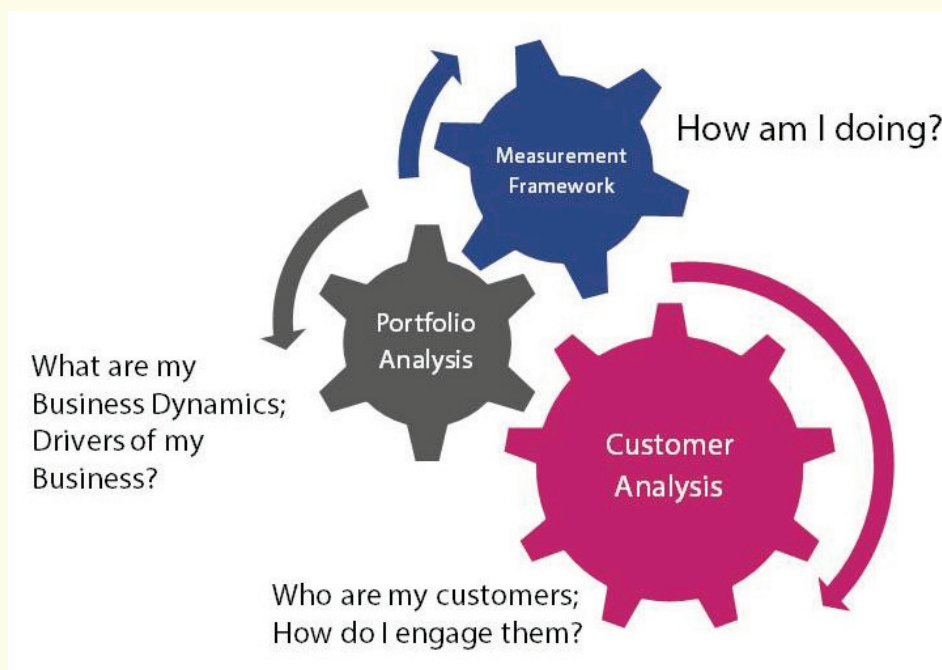 Measurement
Framework
How am I doing?
Portfolio
Analysis
What are my
Business Dynamics;
Drivers of my
Business?
Customer
Analysis
Who are my customers;
How do I engage them?